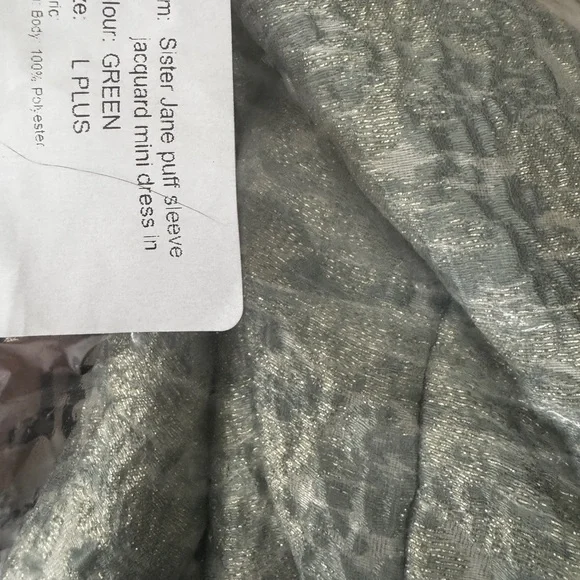 m: Sister Jane puff sleeve
jacquard mini dress in
lour: GREEN
ze: L PLUS
ric:
Body: 100% Polyester